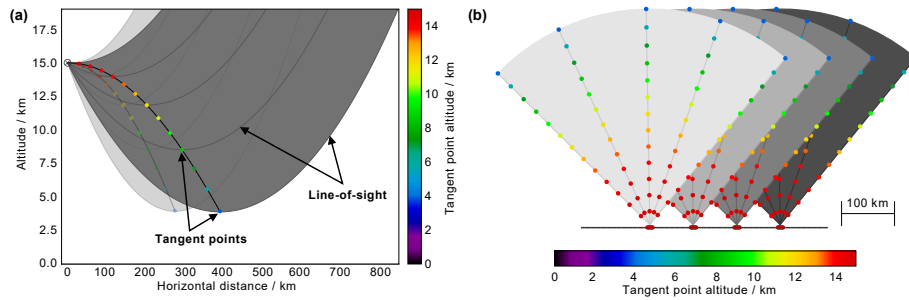 (a)
Altitude / km
17.5
15.0
12.5
10.0
7.5
5.0
2.5
0.0
0 100 200 300 400 500 600 700 800
Horizontal distance / km
Line-of-sight
Tangent points
14
12
10
8
6
4
2
0
Tangent point altitude / km
(b)
100 km
0 2 4 6 8 10 12 14
Tangent point altitude / km